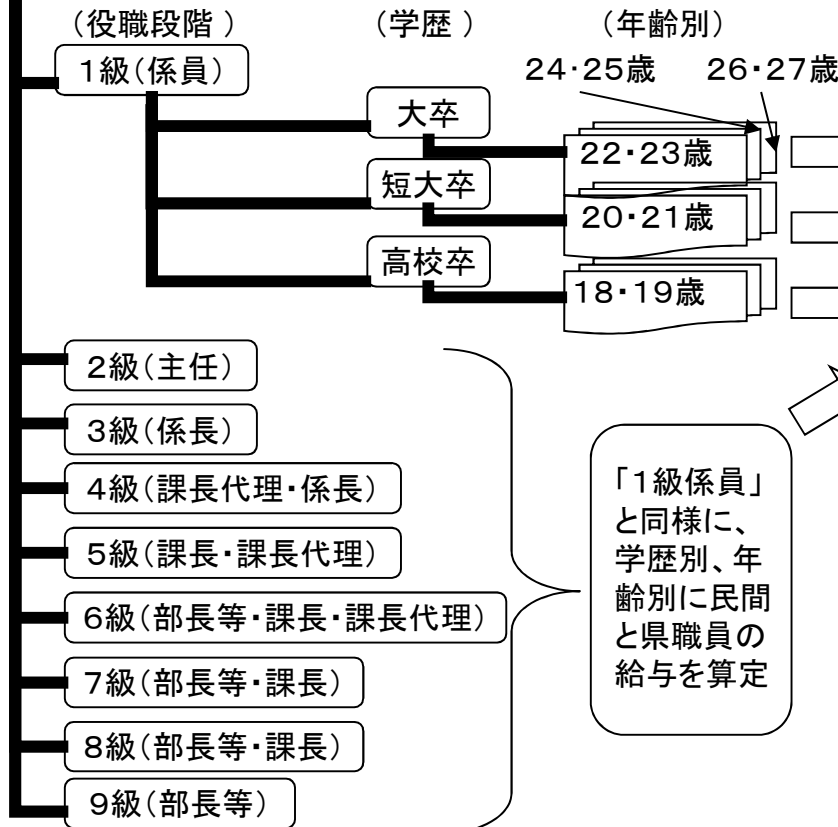 (役職段階 )
(学歴 )
(年齢別)
1級(係員)
24・25歳
26・27歳
大卒
22・23歳
短大卒
20・21歳
高校卒
18・19歳
2級(主任)
3級(係長)
4級(課長代理・係長)
5級(課長・課長代理)
6級(部長等・課長・課長代理)
7級(部長等・課長)
8級(部長等・課長)
9級(部長等)
「1級係員」
と同様に、
学歴別、年
齢別に民間
と県職員の
給与を算定